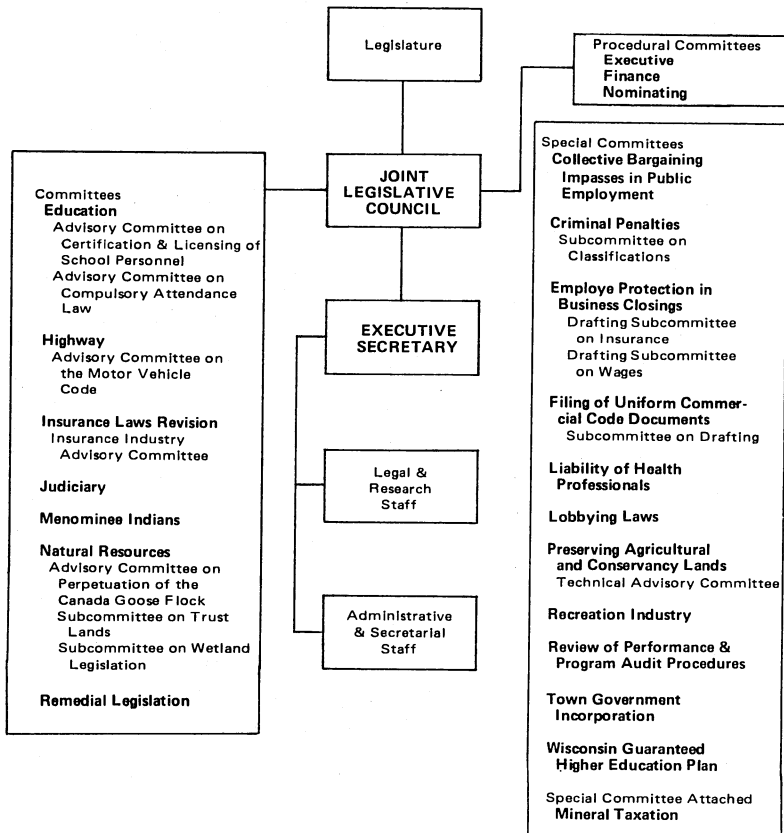 Legislature
Procedural Committees
Executive
Finance
Nominating
JOINT
LEGISLATIVE
COUNCIL
EXECUTIVE
SECRETARY
Legal &
Research
Staff
Administrative
& Secretarial
Staff
Committees
Education
Advisory Committee on
Certification & Licensing of
School Personnel
Advisory Committee on
Compulsory Attendance
Law
Highway
Advisory Committee on
the Motor Vehicle
Code
Insurance Laws Revision
Insurance Industry
Advisory Committee
Judiciary
Menominee Indians
Natural Resources
Advisory Committee on
Perpetuation of the
Canada Goose Flock
Subcommittee on Trust
Lands
Subcommittee on Wetland
Legislation
Remedial Legislation
Special Committees
Collective Bargaining
Impasses in Public
Employment
Criminal Penalties
Subcommittee on
Classifications
Employe Protection in
Business Closings
Drafting Subcommittee
on Insurance
Drafting Subcommittee
on Wages
Filing of Uniform Commer-
cial Code Documents
Subcommittee on Drafting
Liability of Health
Professionals
Lobbying Laws
Preserving Agricultural
and Conservancy Lands
Technical Advisory Committee
Recreation Industry
Review of Performance &
Program Audit Procedures
Town Government
Incorporation
Wisconsin Guaranteed
Higher Education Plan
Special Committee Attached
Mineral Taxation